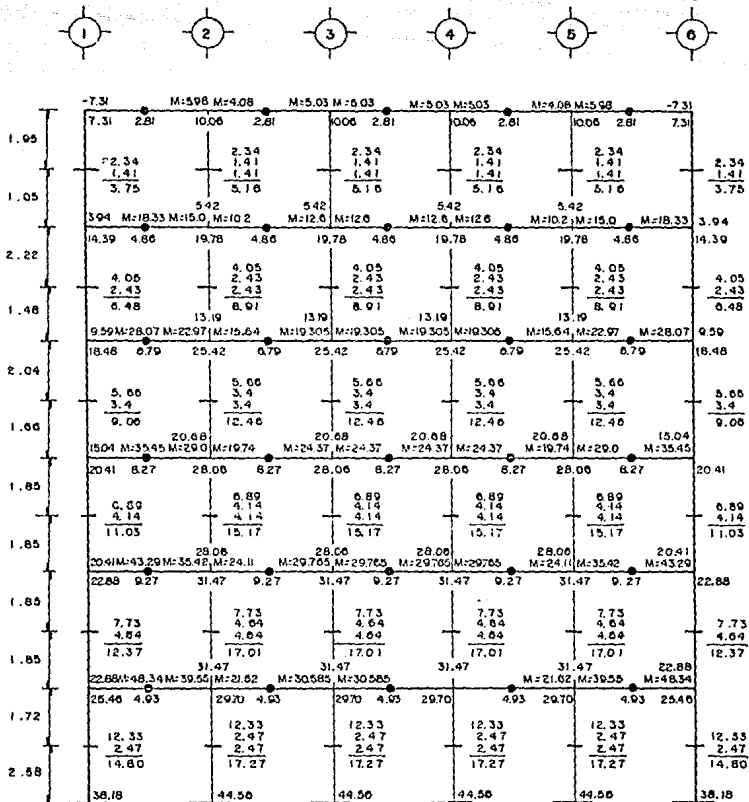 1 2 3 4 5 6
-7.31 M=5.98 M=4.08 M=5.03 M=5.03 M=5.03 M=5.03 M=4.08 M=5.98 -7.31
7.31 2.81 10.06 2.81 10.06 2.81 10.06 2.81 10.06 2.81 7.31
1.95
2.34 2.34 2.34 2.34 2.34 2.34
1.41 1.41 1.41 1.41 1.41 1.41
3.75 5.16 5.16 5.16 5.16 3.75
1.05
5.42 5.42 5.42 5.42
3.94 M=18.33 M=15.0 M=10.2 M=12.6 M=12.6 M=12.6 M=12.6 M=10.2 M=15.0 M=18.33 3.94
14.39 4.86 19.78 4.86 19.78 4.86 19.78 4.86 19.78 4.86 14.39
2.22
4.05 4.05 4.05 4.05 4.05 4.05
2.43 2.43 2.43 2.43 2.43 2.43
2.43 2.43 2.43 2.43
6.48 8.91 8.91 8.91 8.91 6.48
1.48
13.19 13.19 13.19 13.19
9.59 M=28.07 M=22.97 M=15.64 M=19.305 M=19.305 M=19.305 M=19.305 M=15.64 M=22.97 M=28.07 9.59
18.48 6.79 25.42 6.79 25.42 6.79 25.42 6.79 25.42 6.79 18.48
2.04
5.66 5.66 5.66 5.66 5.66 5.66
3.4 3.4 3.4 3.4 3.4 3.4
3.4 3.4 3.4 3.4
9.06 12.46 12.46 12.46 12.46 9.06
1.66
20.68 20.68 20.68 20.68 15.04
15.04 M=35.45 M=29.0 M=19.74 M=24.37 M=24.37 M=24.37 M=24.37 M=19.74 M=29.0 M=35.45
20.41 8.27 28.06 8.27 28.06 8.27 28.06 8.27 28.06 8.27 20.41
1.85
6.89 6.89 6.89 6.89 6.89 6.89
4.14 4.14 4.14 4.14 4.14 4.14
4.14 4.14 4.14 4.14
11.03 15.17 15.17 15.17 15.17 11.03
1.85
28.06 28.06 28.06 28.06 20.41
20.41 M=43.29 M=35.42 M=24.11 M=29.765 M=29.765 M=29.765 M=29765 M=24.11 M=35.42 M=43.29
22.88 9.27 31.47 9.27 31.47 9.27 31.47 9.27 31.47 9.27 22.88
1.85
7.73 7.73 7.73 7.73 7.73 7.73
4.64 4.64 4.64 4.64 4.64 4.64
4.64 4.64 4.64 4.64
12.37 17.01 17.01 17.01 17.01 12.37
1.85
31.47 31.47 31.47 31.47 22.88
22.88 M=48.34 M=39.55 M=21.62 M=30.585 M=30.585 M=21.62 M=39.55 M=48.34
25.46 4.93 29.70 4.93 29.70 4.93 29.70 4.93 29.70 4.93 25.46
1.72
12.33 12.33 12.33 12.33 12.33 12.33
2.47 2.47 2.47 2.47 2.47 2.47
2.47 2.47 2.47 2.47
14.80 17.27 17.27 17.27 17.27 14.80
2.58
38.18 44.56 44.56 44.56 44.56 38.18